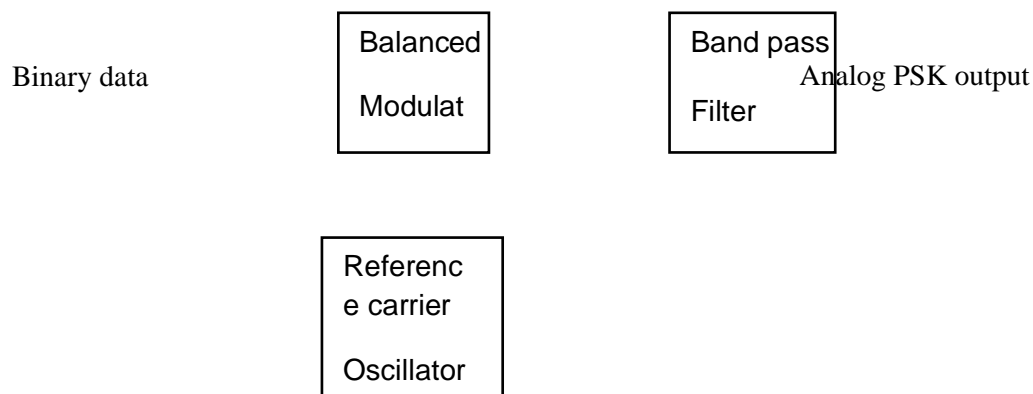 Binary data
Balanced
Modulat
Band pass
Filter
Analog PSK output
Referenc
e carrier
Oscillator